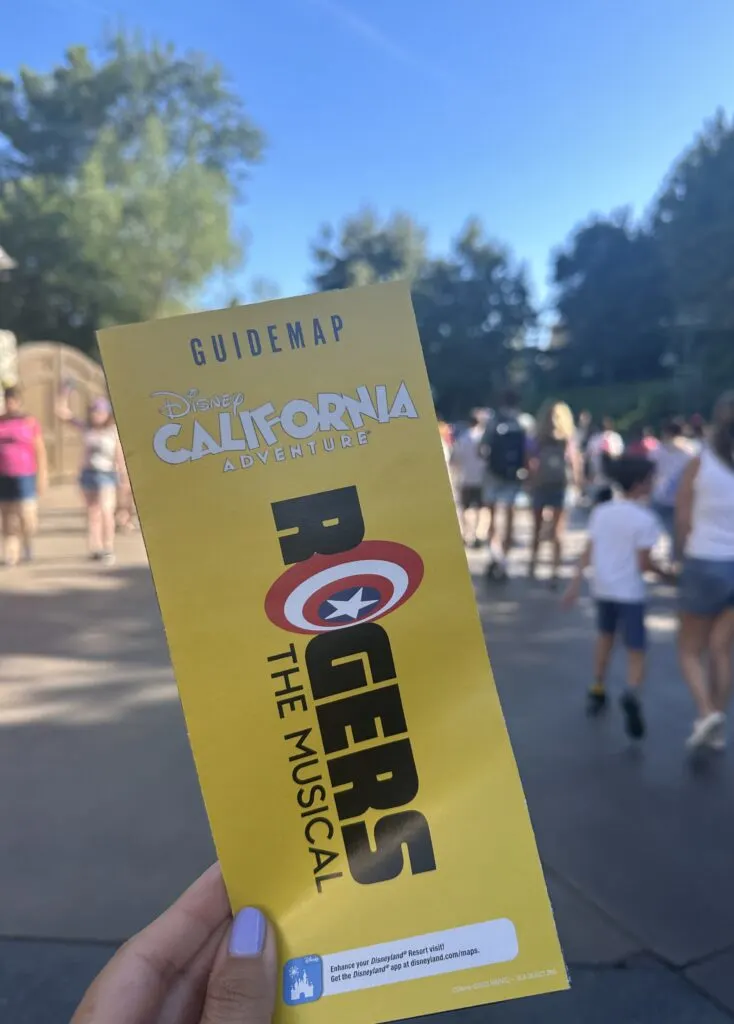 GUIDEMAP
Disney
CALIFORNIA
ADVENTURE
ROGERS
THE MUSICAL
Disney
Enhance your Disneyland® Resort visit!
Get the Disneyland® app at disneyland.com/maps.